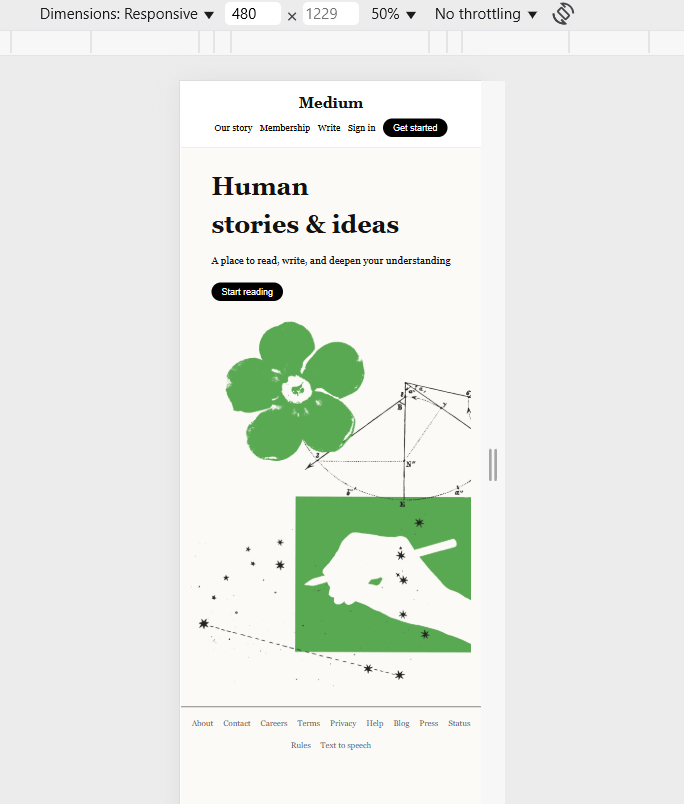 Dimensions: Responsive ▼ 480 × 1229 50% ▼ No throttling ▼
Medium
Our story Membership Write Sign in Get started
Human
stories & ideas
A place to read, write, and deepen your understanding
Start reading
About Contact Careers Terms Privacy Help Blog Press Status
Rules Text to speech